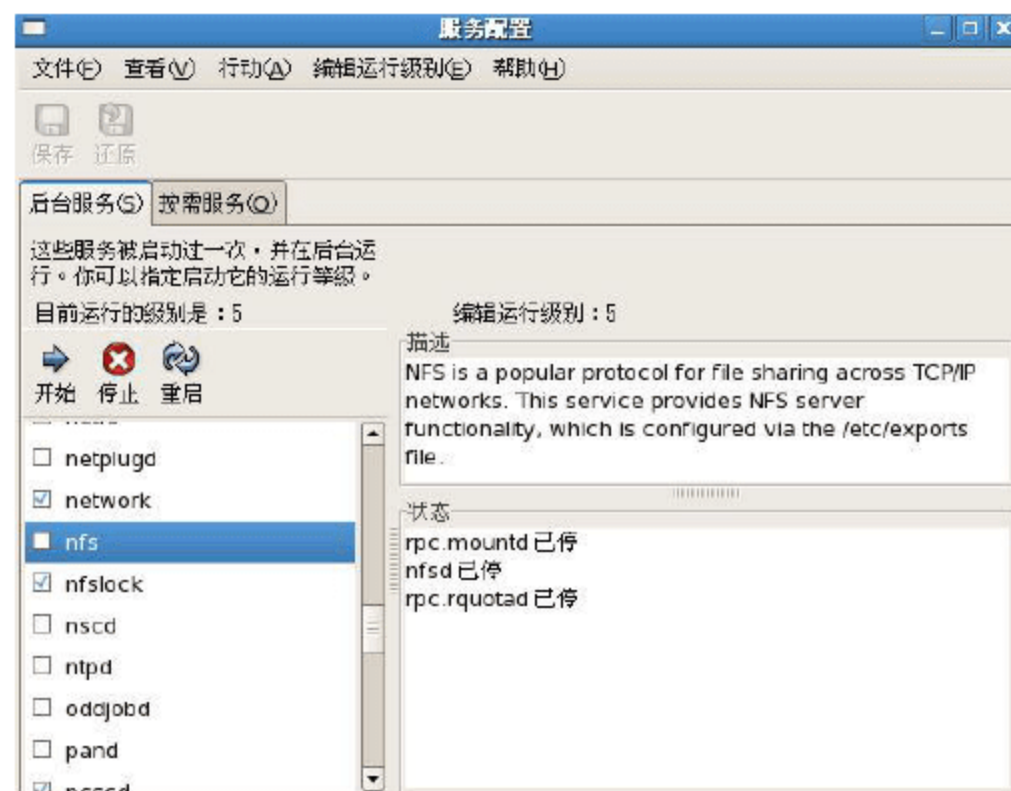 服务配置
文件(F) 查看(V) 行动(A) 编辑运行级别(E) 帮助(H)
保存 还原
后台服务(S) 按需服务(O)
这些服务被启动过一次，并在后台运
行。你可以指定启动它的运行等级。
目前运行的级别是：5
编辑运行级别：5
开始 停止 重启
netplugd
network
nfs
nfslock
nscd
ntpd
oddjobd
pand
描述
NFS is a popular protocol for file sharing across TCP/IP
networks. This service provides NFS server
functionality, which is configured via the /etc/exports
file.
状态
rpc.mountd 已停
nfsd 已停
rpc.rquotad 已停